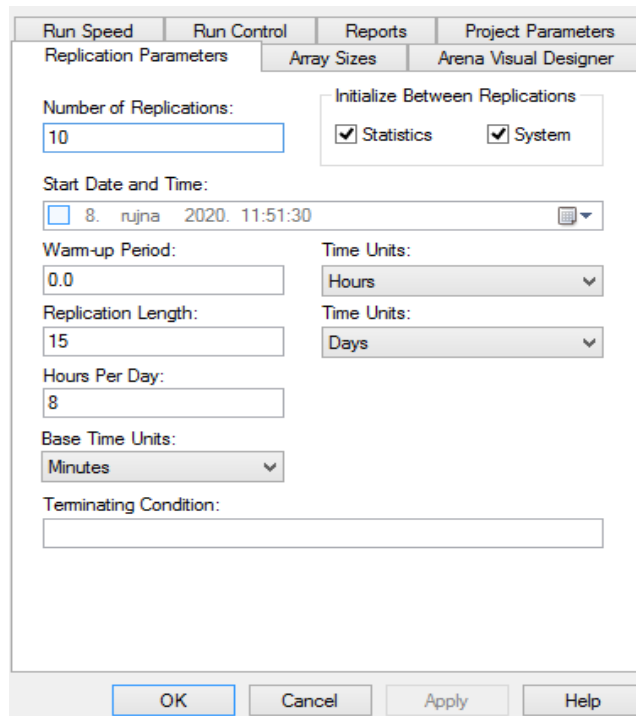 Run Speed Run Control Reports Project Parameters
Replication Parameters Array Sizes Arena Visual Designer
Number of Replications:
10
Initialize Between Replications
Statistics System
Start Date and Time:
8. rujna 2020. 11:51:30
Warm-up Period: Time Units:
0.0 Hours
Replication Length: Time Units:
15 Days
Hours Per Day:
8
Base Time Units:
Minutes
Terminating Condition:
OK Cancel Apply Help